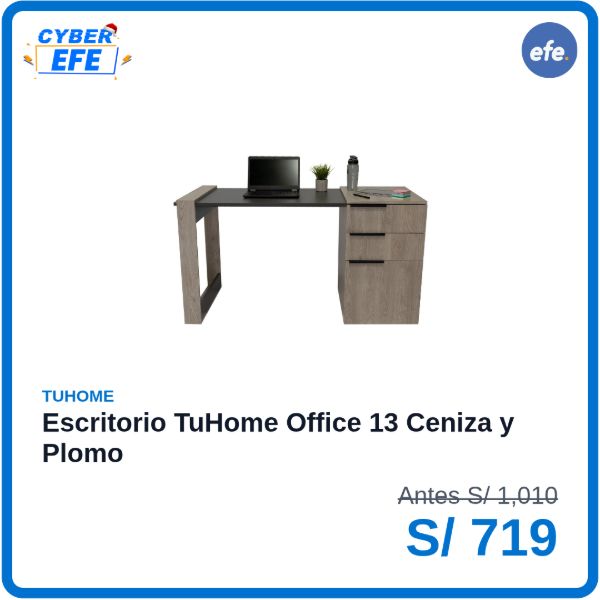 CYBER
EFE
efe.
TUHOME
Escritorio TuHome Office 13 Ceniza y
Plomo
Antes S/ 1,010
S/ 719